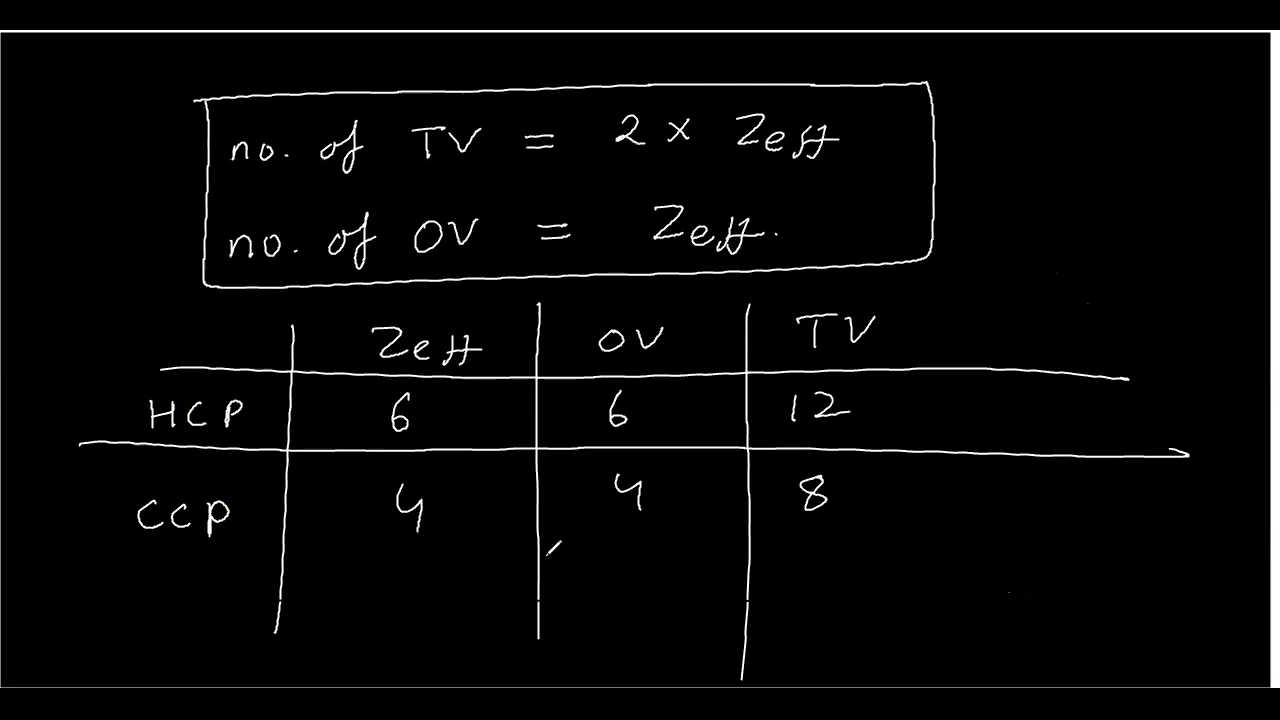 no. of TV = 2 × Zeff
no. of OV = Zeff.
Zeff OV TV
HCP 6 6 12
CCP 4 4 8